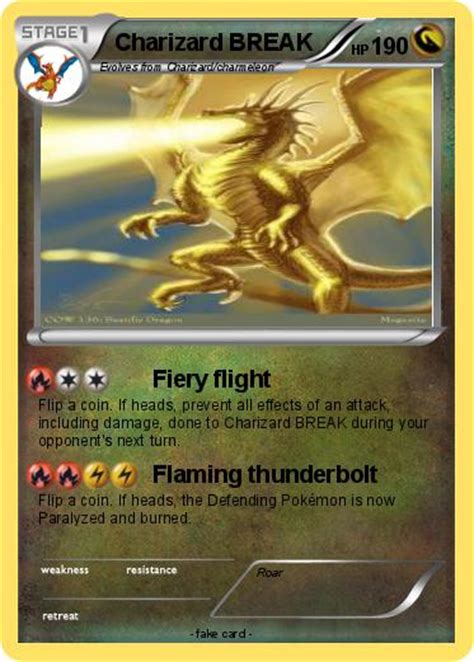 STAGE1
Charizard BREAK HP 190
Evolves from Charizard/charmeleon
Fiery flight
Flip a coin. If heads, prevent all effects of an attack,
including damage, done to Charizard BREAK during your
opponent's next turn.
Flaming thunderbolt
Flip a coin. If heads, the Defending Pokémon is now
Paralyzed and burned.
weakness resistance
Roar
retreat
- fake card -